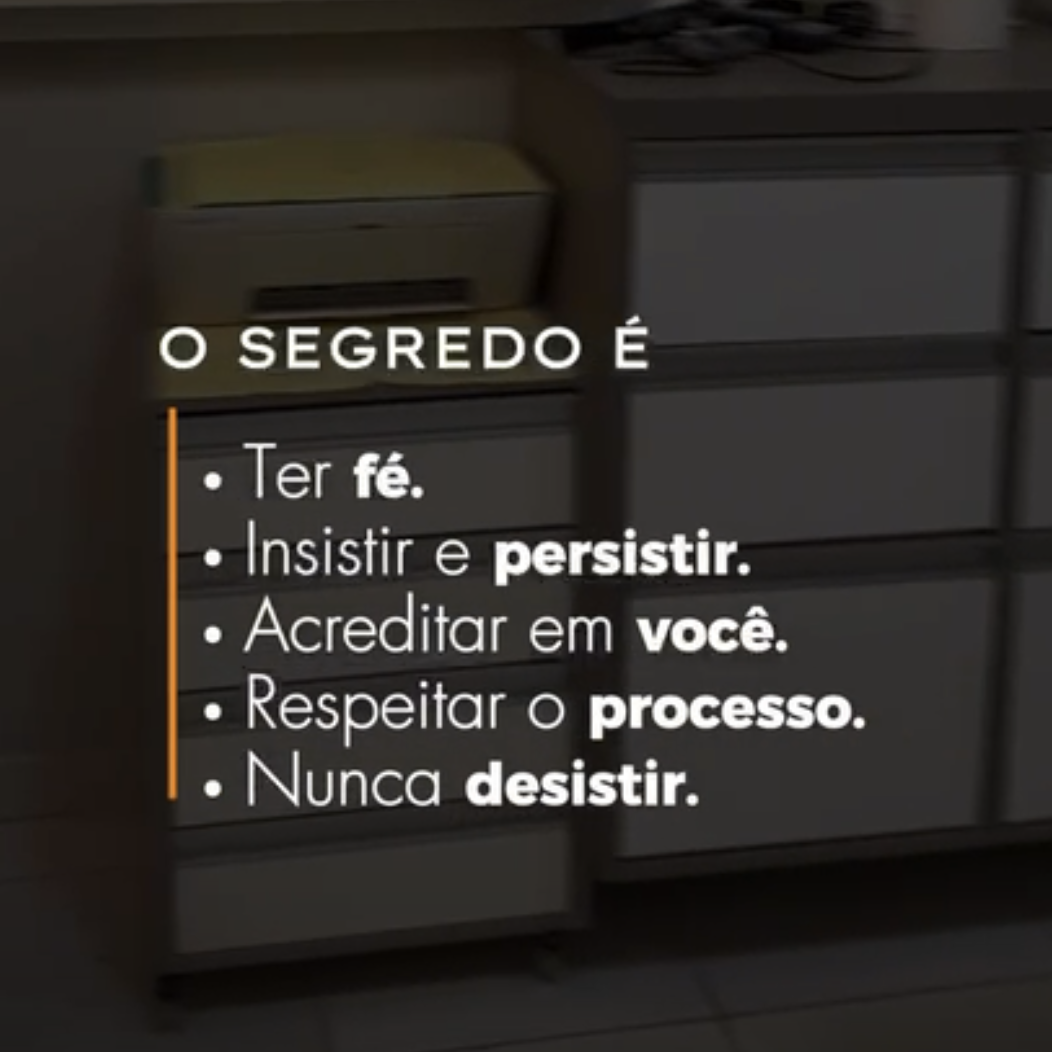 O SEGREDO É
• Ter fé.
• Insistir e persistir.
• Acreditar em você.
• Respeitar o processo.
• Nunca desistir.